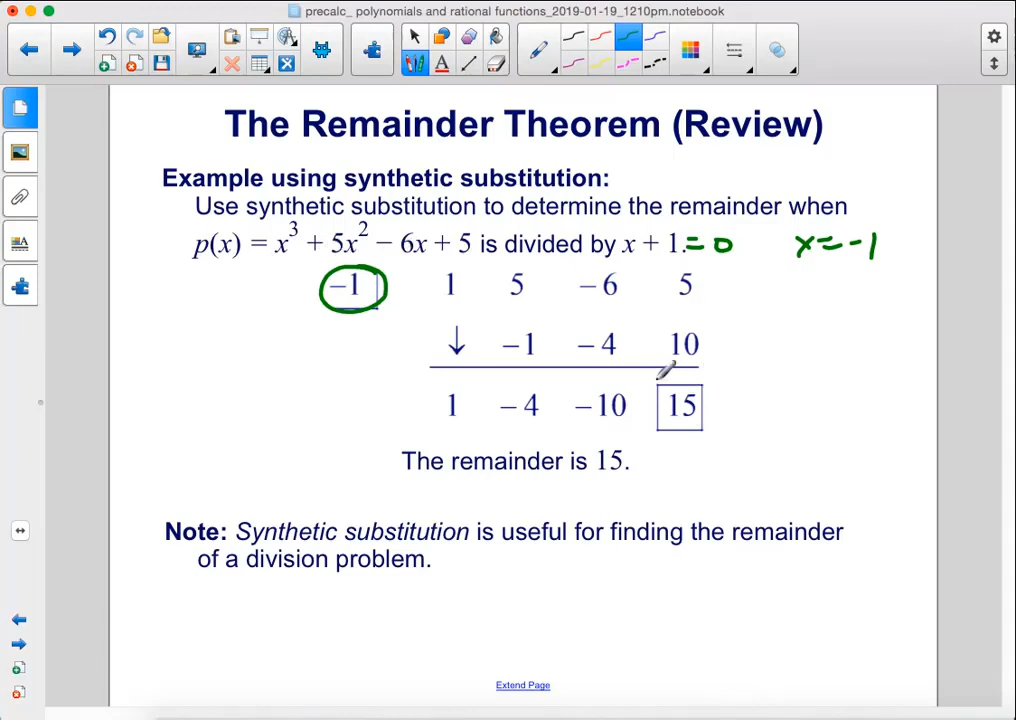 precalc_ polynomials and rational functions_2019-01-19_1210pm.notebook
The Remainder Theorem (Review)
Example using synthetic substitution:
Use synthetic substitution to determine the remainder when
p(x) = x³ + 5x² − 6x + 5 is divided by x + 1. = 0 x = -1
−1 1 5 −6 5
↓ −1 −4 10
1 −4 −10 15
The remainder is 15.
Note: Synthetic substitution is useful for finding the remainder
of a division problem.
Extend Page